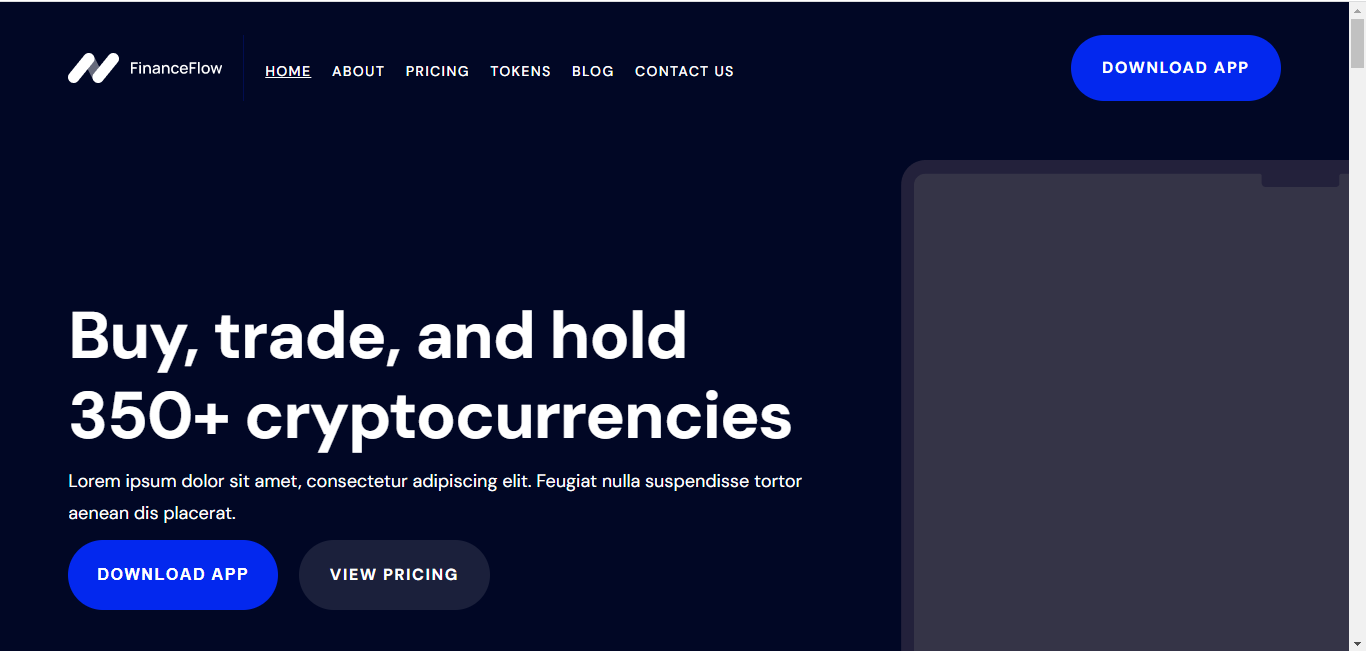 FinanceFlow
HOME ABOUT PRICING TOKENS BLOG CONTACT US
DOWNLOAD APP
Buy, trade, and hold
350+ cryptocurrencies
Lorem ipsum dolor sit amet, consectetur adipiscing elit. Feugiat nulla suspendisse tortor
aenean dis placerat.
DOWNLOAD APP
VIEW PRICING